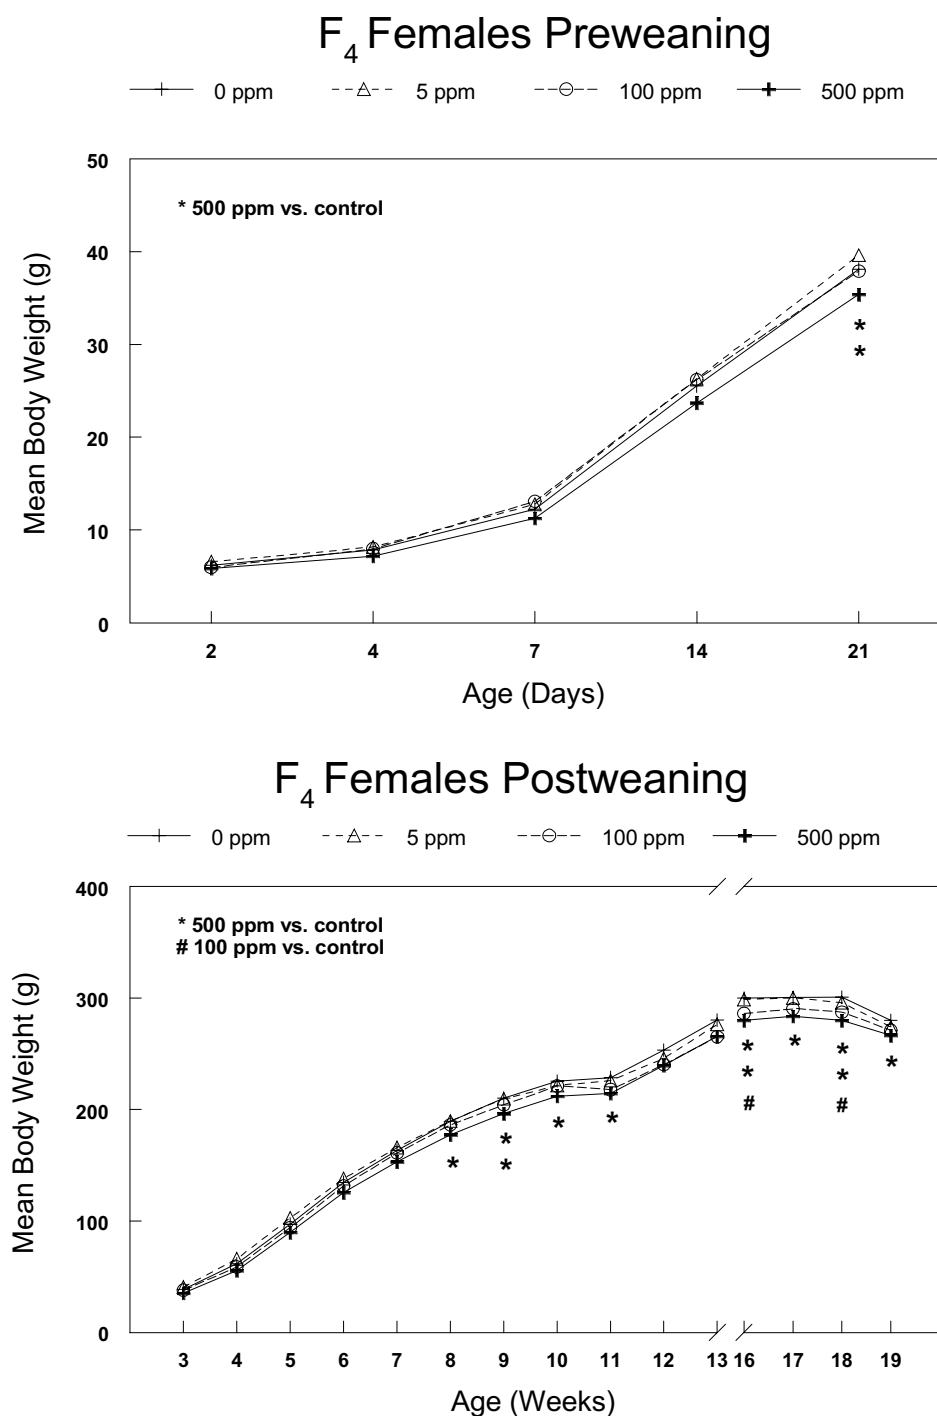 F4 Females Preweaning
0 ppm 5 ppm 100 ppm 500 ppm
50
* 500 ppm vs. control
40
30
*
*
20
10
0
Mean Body Weight (g)
2 4 7 14 21
Age (Days)
F4 Females Postweaning
0 ppm 5 ppm 100 ppm 500 ppm
400
* 500 ppm vs. control
# 100 ppm vs. control
300
* * * *
* *
# #
200
* * * *
*
100
0
Mean Body Weight (g)
3 4 5 6 7 8 9 10 11 12 13 16 17 18 19
Age (Weeks)